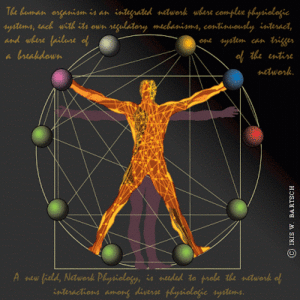 The human organism is an integrated network where complex physiologic
systems, each with its own regulatory mechanisms, continuously interact,
and where failure of one system can trigger
a breakdown of the entire
network.
© IRIS W. BARTSCH
A new field, Network Physiology, is needed to probe the network of
interactions among diverse physiologic systems.